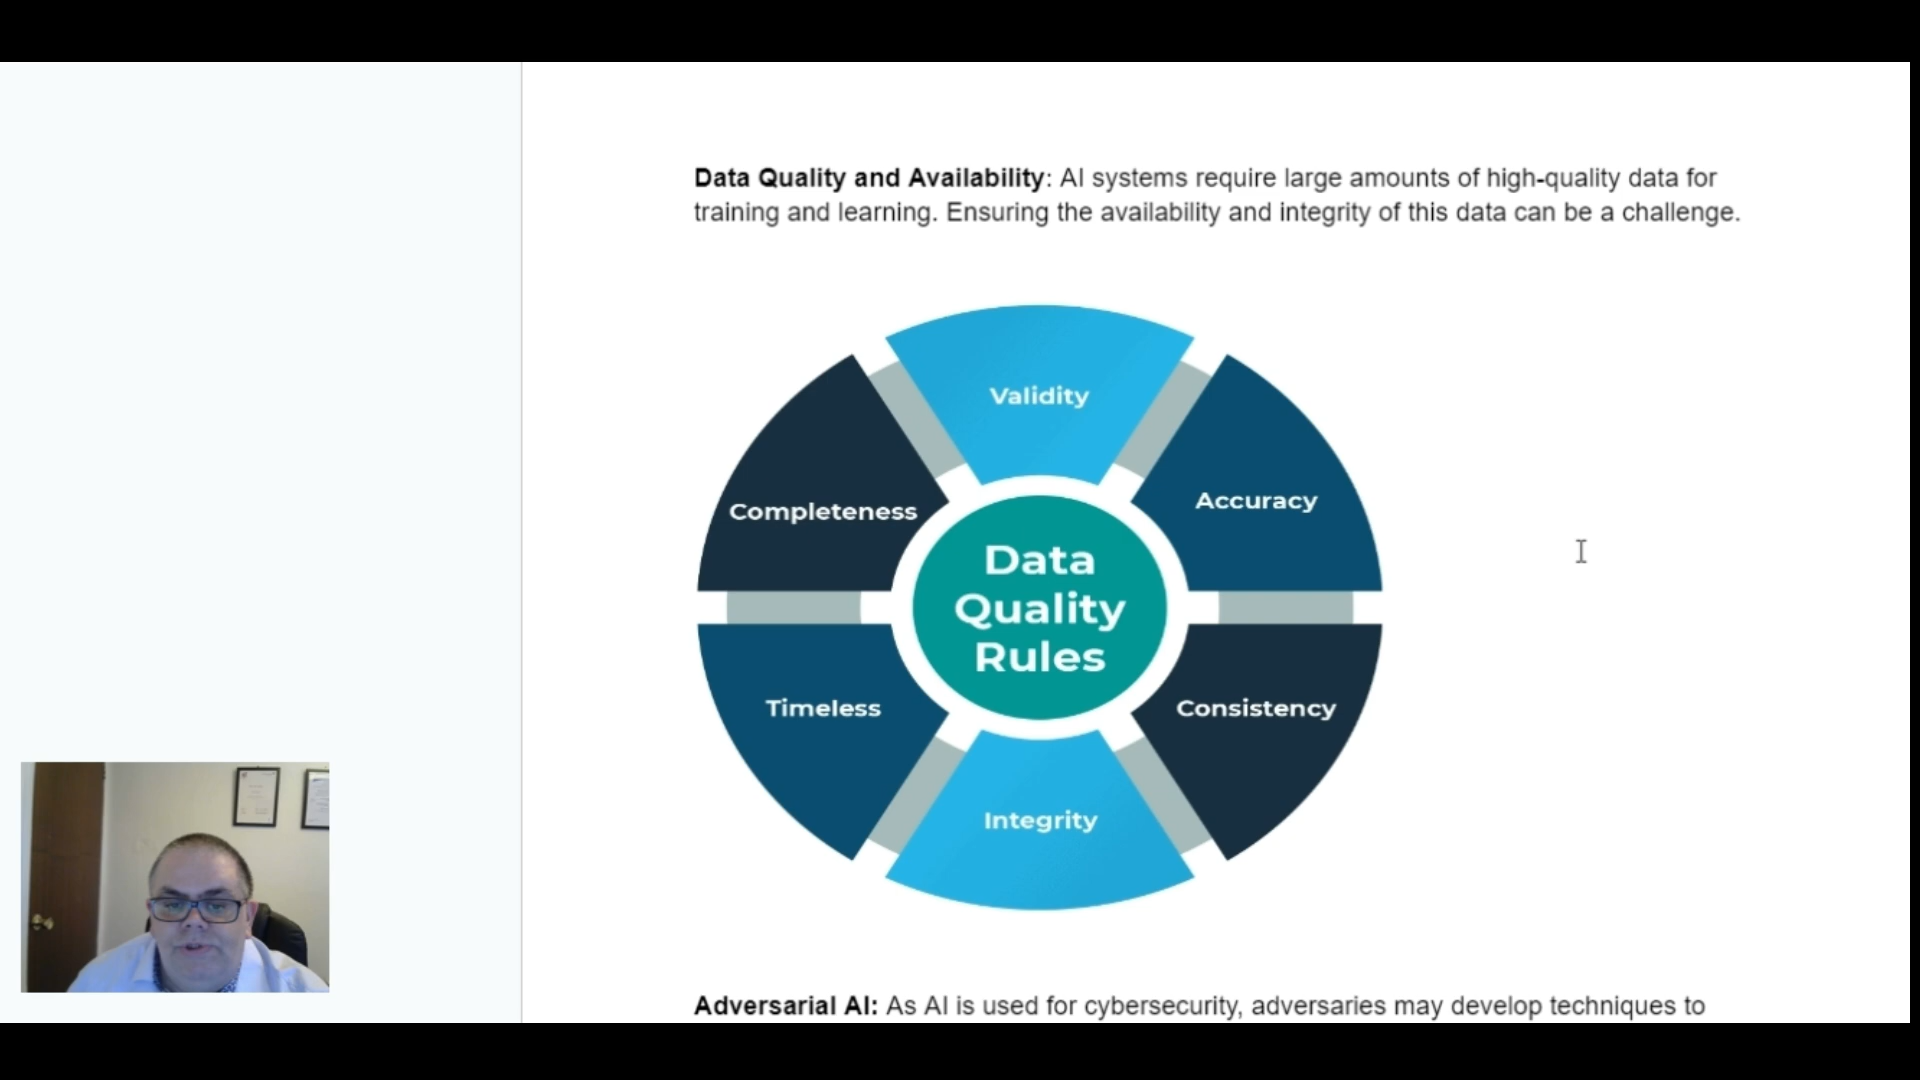 Data Quality and Availability: AI systems require large amounts of high-quality data for
training and learning. Ensuring the availability and integrity of this data can be a challenge.
Validity
Completeness
Accuracy
Data
Quality
Rules
Timeless
Consistency
Integrity
Adversarial AI: As AI is used for cybersecurity, adversaries may develop techniques to